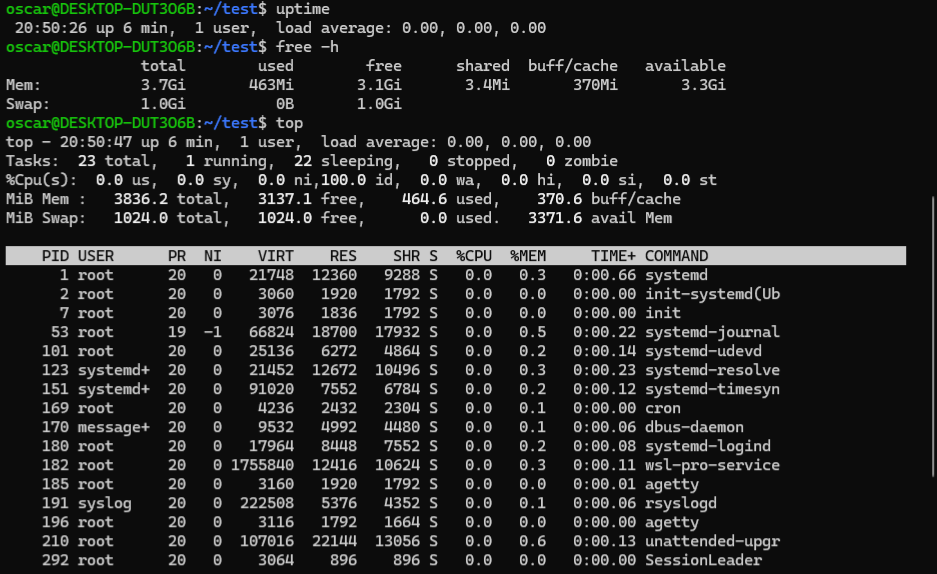 oscar@DESKTOP-DUT3O6B:~/test$ uptime
 20:50:26 up 6 min,  1 user,  load average: 0.00, 0.00, 0.00
oscar@DESKTOP-DUT3O6B:~/test$ free -h
               total        used        free      shared  buff/cache   available
Mem:           3.7Gi       463Mi       3.1Gi       3.4Mi       370Mi       3.3Gi
Swap:          1.0Gi          0B       1.0Gi
oscar@DESKTOP-DUT3O6B:~/test$ top
top - 20:50:47 up 6 min,  1 user,  load average: 0.00, 0.00, 0.00
Tasks:  23 total,   1 running,  22 sleeping,   0 stopped,   0 zombie
%Cpu(s):  0.0 us,  0.0 sy,  0.0 ni,100.0 id,  0.0 wa,  0.0 hi,  0.0 si,  0.0 st
MiB Mem :   3836.2 total,   3137.1 free,    464.6 used,    370.6 buff/cache
MiB Swap:   1024.0 total,   1024.0 free,      0.0 used.   3371.6 avail Mem
    PID USER      PR  NI    VIRT    RES    SHR S  %CPU  %MEM     TIME+ COMMAND
      1 root      20   0   21748  12360   9288 S   0.0   0.3   0:00.66 systemd
      2 root      20   0    3060   1920   1792 S   0.0   0.0   0:00.00 init-systemd(Ub
      7 root      20   0    3076   1836   1792 S   0.0   0.0   0:00.00 init
     53 root      19  -1   66824  18700  17932 S   0.0   0.5   0:00.22 systemd-journal
    101 root      20   0   25136   6272   4864 S   0.0   0.2   0:00.14 systemd-udevd
    123 systemd+  20   0   21452  12672  10496 S   0.0   0.3   0:00.23 systemd-resolve
    151 systemd+  20   0   91020   7552   6784 S   0.0   0.2   0:00.12 systemd-timesyn
    169 root      20   0    4236   2432   2304 S   0.0   0.1   0:00.00 cron
    170 message+  20   0    9532   4992   4480 S   0.0   0.1   0:00.06 dbus-daemon
    180 root      20   0   17964   8448   7552 S   0.0   0.2   0:00.08 systemd-logind
    182 root      20   0 1755840  12416  10624 S   0.0   0.3   0:00.11 wsl-pro-service
    185 root      20   0    3160   1920   1792 S   0.0   0.0   0:00.01 agetty
    191 syslog    20   0  222508   5376   4352 S   0.0   0.1   0:00.06 rsyslogd
    196 root      20   0    3116   1792   1664 S   0.0   0.0   0:00.00 agetty
    210 root      20   0  107016  22144  13056 S   0.0   0.6   0:00.13 unattended-upgr
    292 root      20   0    3064    896    896 S   0.0   0.0   0:00.00 SessionLeader